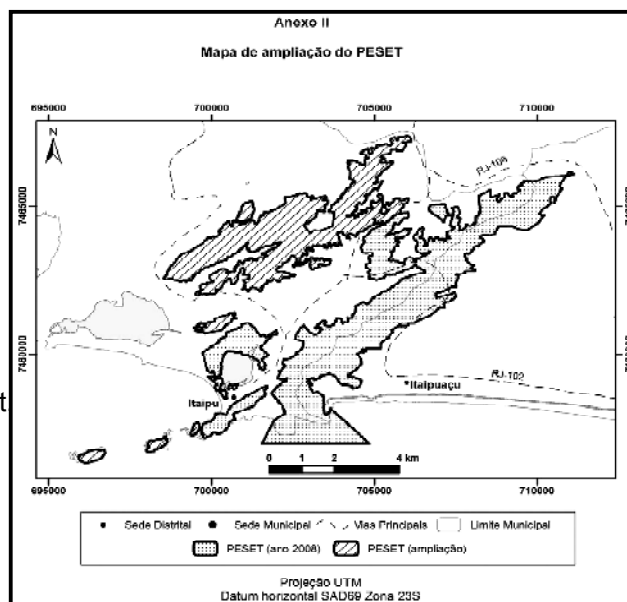 Anexo II
Mapa de ampliação do PESET
695000 700000 705000 710000
N
RJ-106
7485000
7480000
RJ-102
Itaipuaçu
Itaipu
t
0 1 2 4 km
695000 700000 705000 710000
Sede Distrital Sede Municipal Vias Principais Limite Municipal
PESET (ano 2008) PESET (ampliação)
Projeção UTM
Datum horizontal SAD69 Zona 23S